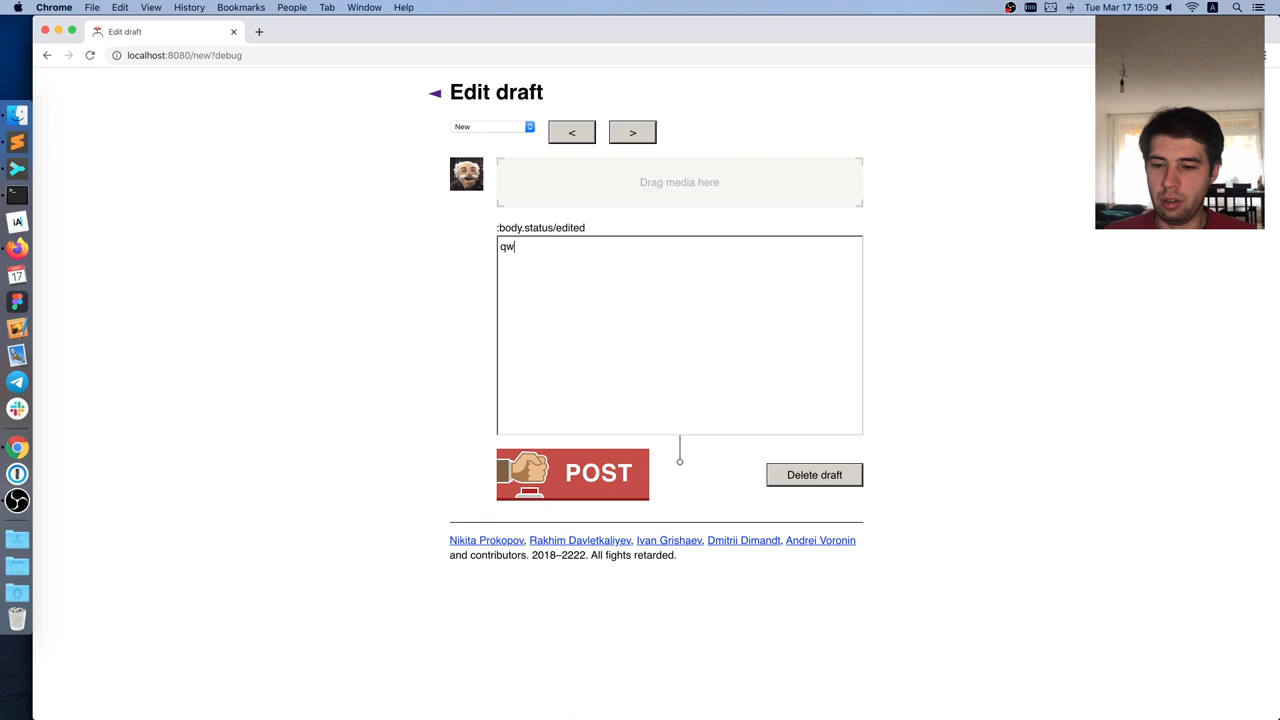 Chrome File Edit View History Bookmarks People Tab Window Help Tue Mar 17 15:09
Edit draft
localhost:8080/new?debug
Edit draft
New < >
Drag media here
:body.status/edited
qw
POST
Delete draft
Nikita Prokopov, Rakhim Davletkaliyev, Ivan Grishaev, Dmitrii Dimandt, Andrei Voronin
and contributors. 2018–2222. All fights retarded.